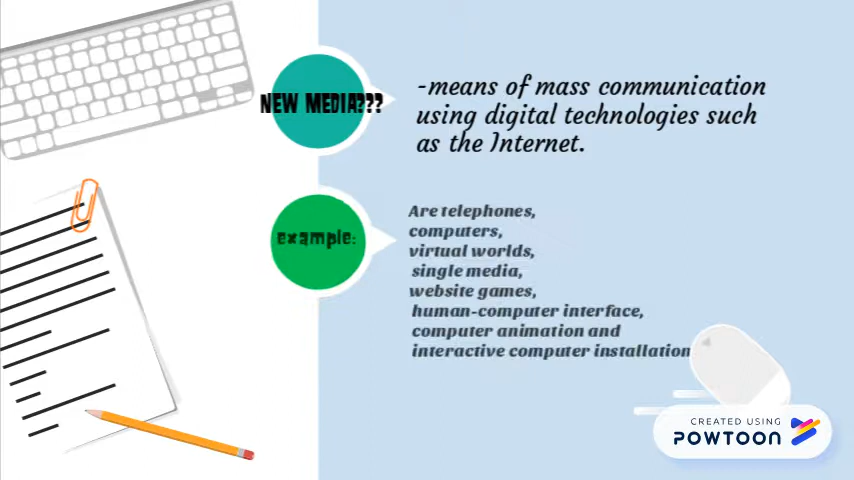 NEW MEDIA???
-means of mass communication
using digital technologies such
as the Internet.
example:
Are telephones,
computers,
virtual worlds,
single media,
website games,
human-computer interface,
computer animation and
interactive computer installation
CREATED USING
POWTOON